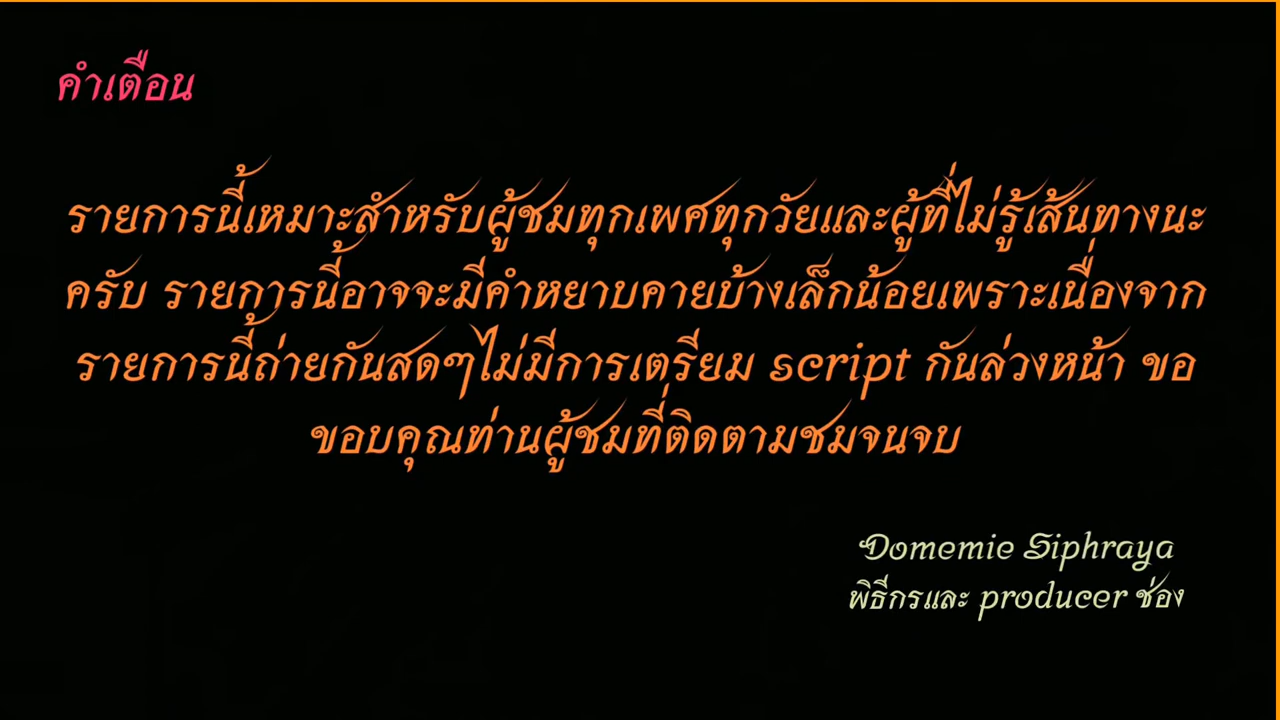 คำเตือน
รายการนี้เหมาะสำหรับผู้ชมทุกเพศทุกวัยและผู้ที่ไม่รู้เส้นทางนะ
ครับ รายการนี้อาจจะมีคำหยาบคายบ้างเล็กน้อยเพราะเนื่องจาก
รายการนี้ถ่ายกันสดๆไม่มีการเตรียม script กันล่วงหน้า ขอ
ขอบคุณท่านผู้ชมที่ติดตามชมจนจบ
Domemie Siphraya
พิธีกรและ producer ช่อง